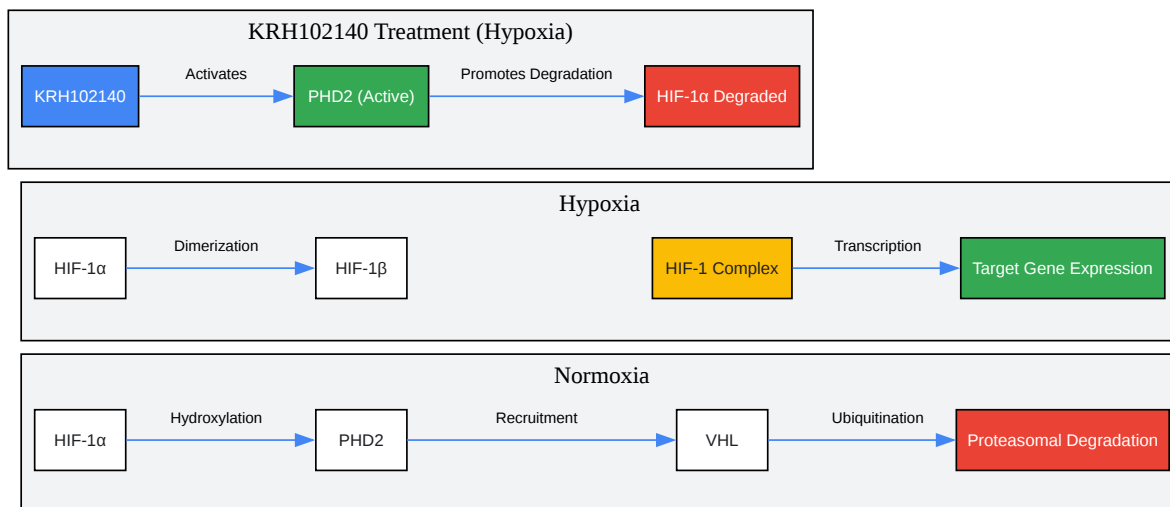 KRH102140 Treatment (Hypoxia)
KRH102140
Activates
PHD2 (Active)
Promotes Degradation
HIF-1α Degraded
Hypoxia
HIF-1α
Dimerization
HIF-1β
HIF-1 Complex
Transcription
Target Gene Expression
Normoxia
HIF-1α
Hydroxylation
PHD2
Recruitment
VHL
Ubiquitination
Proteasomal Degradation